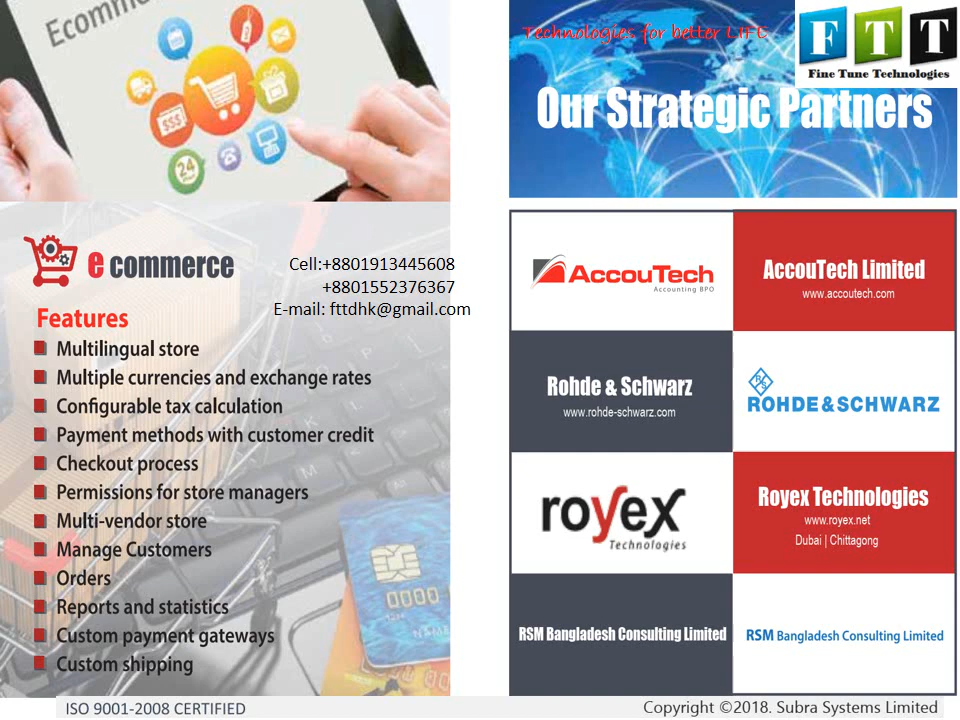 Ecomme
$$$
24
e commerce
Cell:+8801913445608
+8801552376367
E-mail: fttdhk@gmail.com
Features
Multilingual store
Multiple currencies and exchange rates
Configurable tax calculation
Payment methods with customer credit
Checkout process
Permissions for store managers
Multi-vendor store
Manage Customers
Orders
Reports and statistics
Custom payment gateways
Custom shipping
ISO 9001-2008 CERTIFIED
Technologies for better LIFE
FTT
Fine Tune Technologies
Our Strategic Partners
AccouTech
Accounting BPO
AccouTech Limited
www.accoutech.com
Rohde & Schwarz
www.rohde-schwarz.com
R S
ROHDE & SCHWARZ
royex
Technologies
Royex Technologies
www.royex.net
Dubai | Chittagong
RSM Bangladesh Consulting Limited
RSM Bangladesh Consulting Limited
Copyright ©2018. Subra Systems Limited